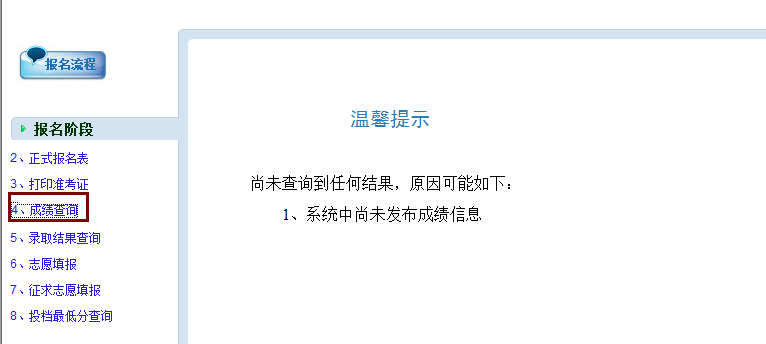 报名流程
报名阶段
2、正式报名表
3、打印准考证
4、成绩查询
5、录取结果查询
6、志愿填报
7、征求志愿填报
8、投档最低分查询
温馨提示
尚未查询到任何结果，原因可能如下：
1、系统中尚未发布成绩信息